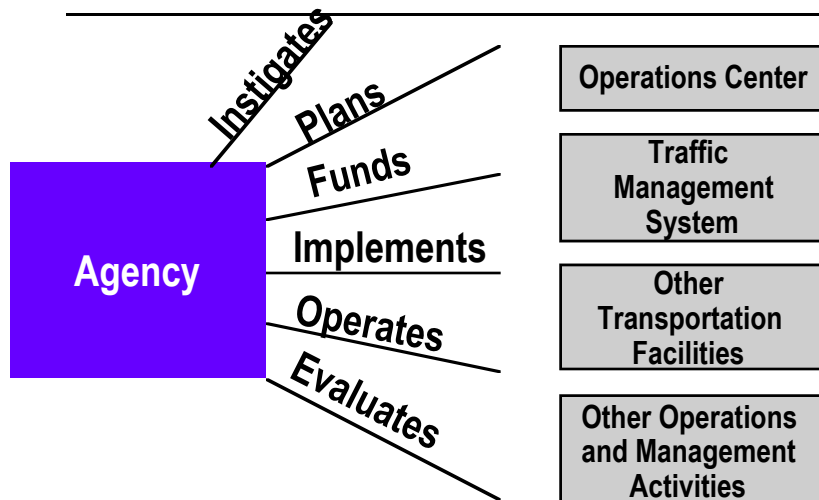 Instigates
Plans
Funds
Implements
Operates
Evaluates
Agency
Operations Center
Traffic
Management
System
Other
Transportation
Facilities
Other Operations
and Management
Activities